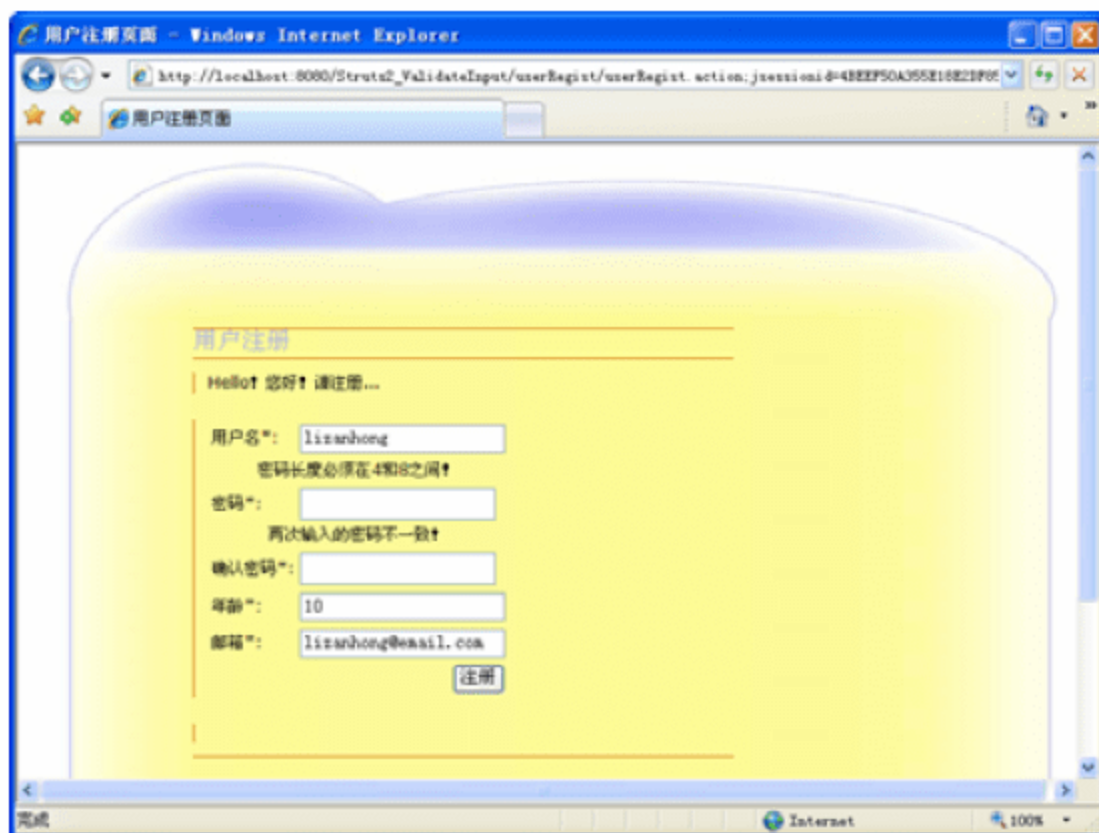 用户注册页面 - Windows Internet Explorer
http://localhost:8080/Struts2_ValidateInput/userRegist/userRegist.action;jsessionid=
用户注册页面
用户注册
Hello! 您好! 请注册...
用户名*: lizanhong
密码长度必须在4和8之间!
密码*:
两次输入的密码不一致!
确认密码*:
年龄*: 10
邮箱*: lizanhong@email.com
注册
完成 Internet 100%